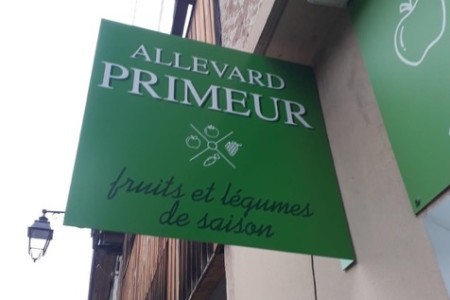 ALLEVARD
PRIMEUR
fruits et légumes
de saison